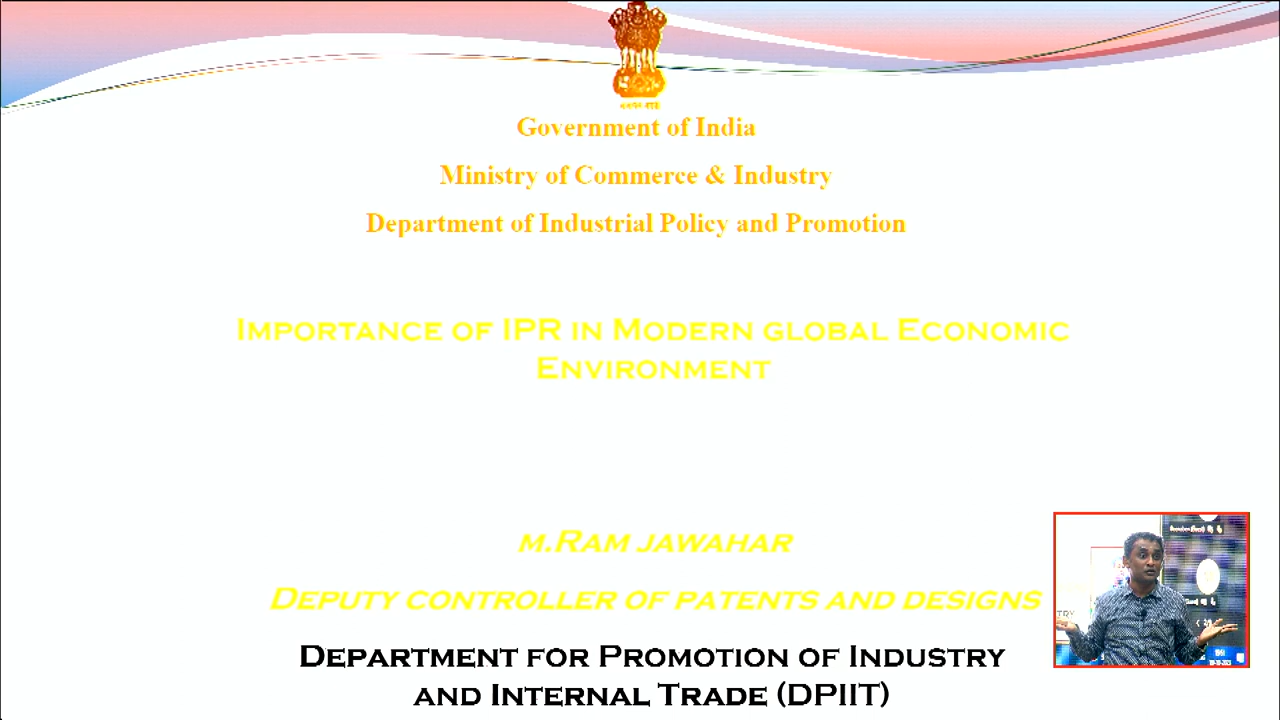 Government of India
Ministry of Commerce & Industry
Department of Industrial Policy and Promotion
Importance of IPR in Modern global Economic
Environment
M.Ram jawahar
Deputy controller of patents and designs
Department for Promotion of Industry
and Internal Trade (DPIIT)